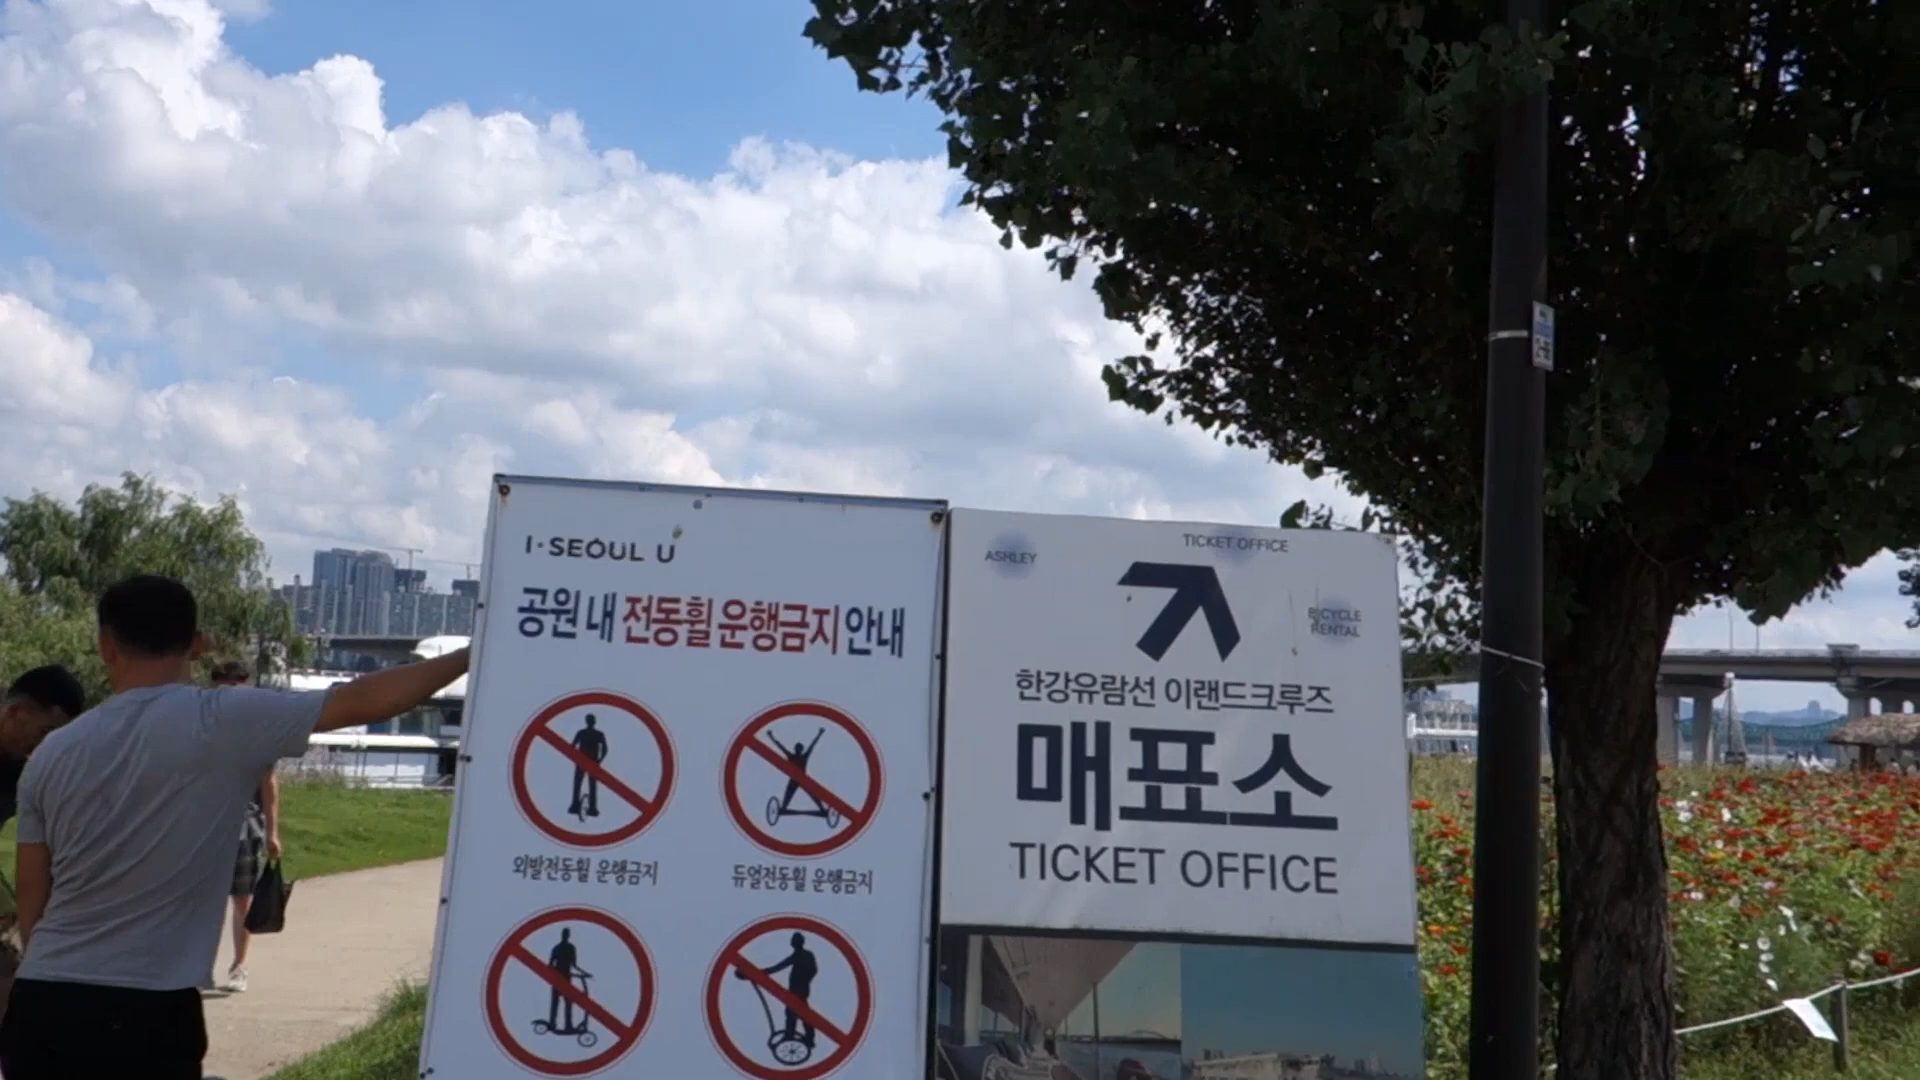 I·SEOUL U
공원 내 전동휠 운행금지 안내
외발전동휠 운행금지
듀얼전동휠 운행금지
ASHLEY
TICKET OFFICE
BICYCLE
RENTAL
한강유람선 이랜드크루즈
매표소
TICKET OFFICE